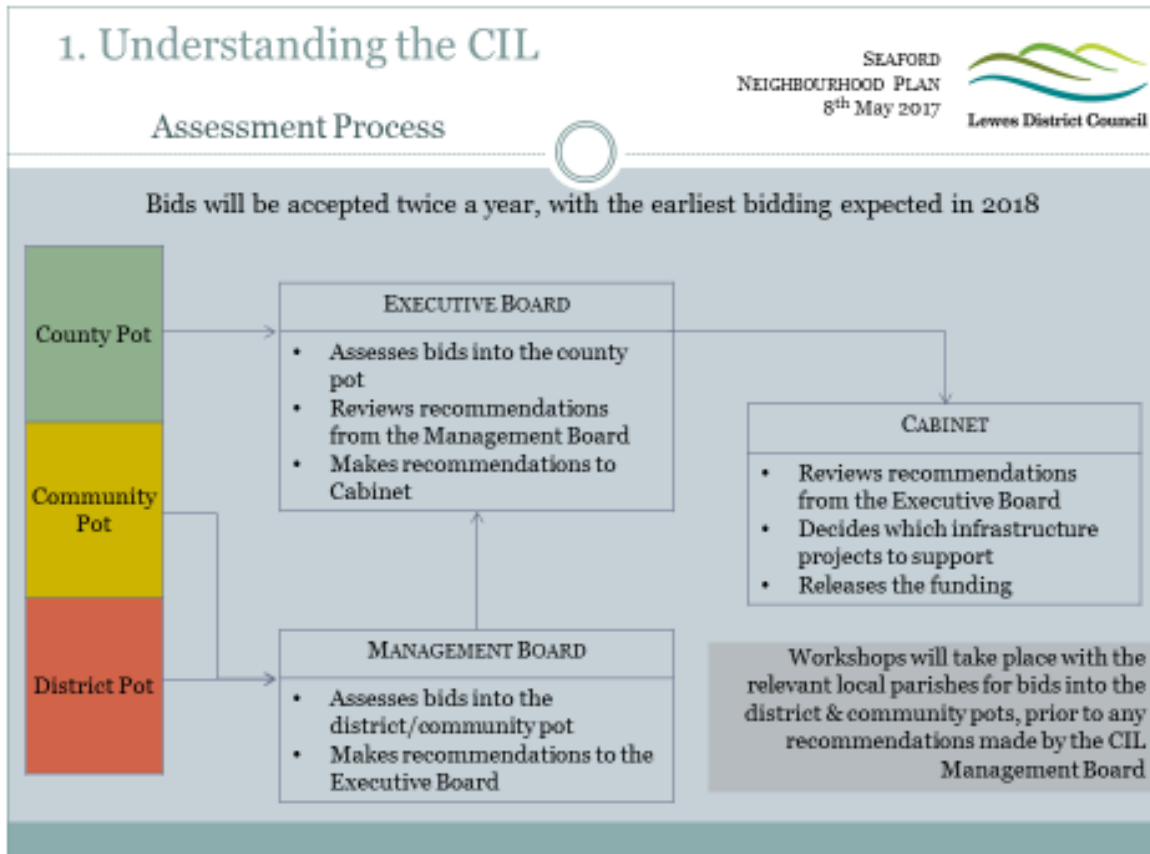 1. Understanding the CIL
Assessment Process
SEAFORD
NEIGHBOURHOOD PLAN
8th May 2017
Lewes District Council
Bids will be accepted twice a year, with the earliest bidding expected in 2018
County Pot
Community
Pot
District Pot
EXECUTIVE BOARD
• Assesses bids into the county
pot
• Reviews recommendations
from the Management Board
• Makes recommendations to
Cabinet
MANAGEMENT BOARD
• Assesses bids into the
district/community pot
• Makes recommendations to the
Executive Board
CABINET
• Reviews recommendations
from the Executive Board
• Decides which infrastructure
projects to support
• Releases the funding
Workshops will take place with the
relevant local parishes for bids into the
district & community pots, prior to any
recommendations made by the CIL
Management Board